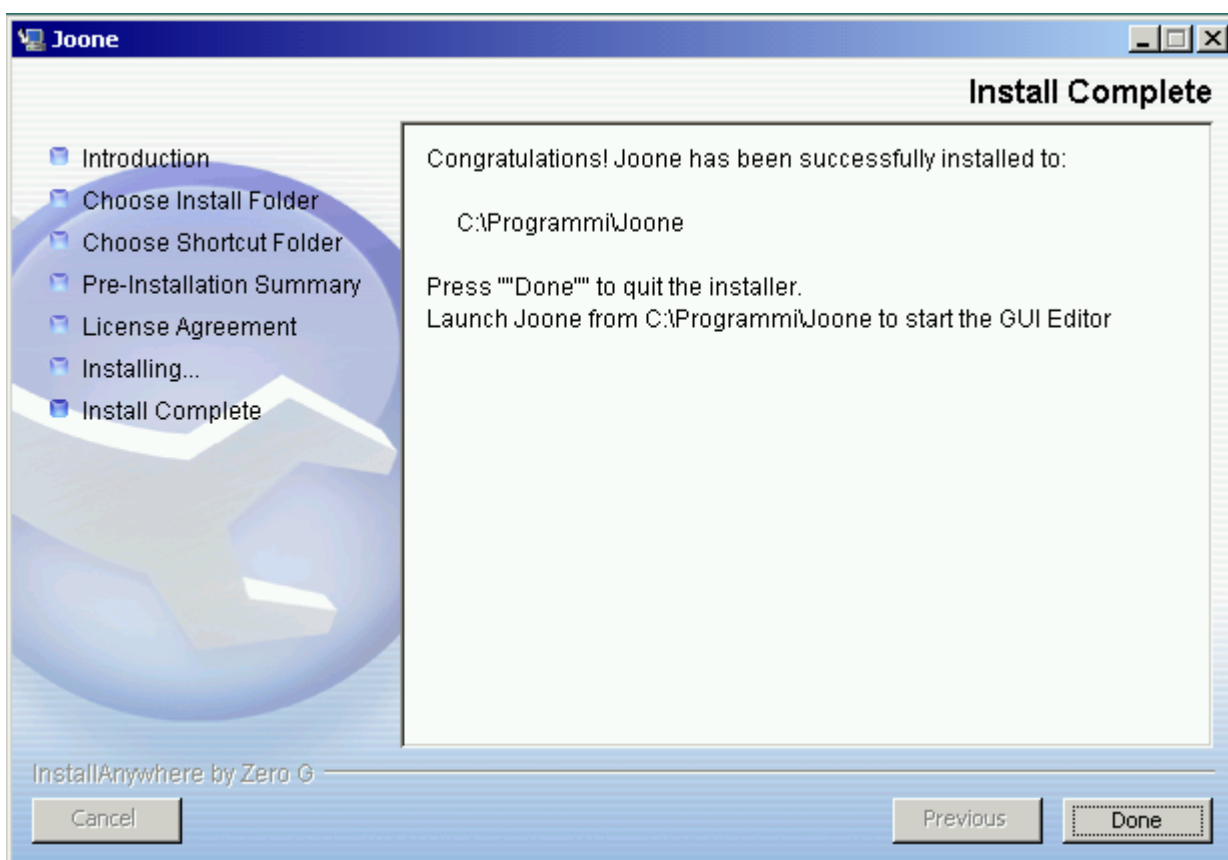 Joone
Install Complete
Introduction
Choose Install Folder
Choose Shortcut Folder
Pre-Installation Summary
License Agreement
Installing...
Install Complete
Congratulations! Joone has been successfully installed to:
C:\Programmi\Joone
Press ""Done"" to quit the installer.
Launch Joone from C:\Programmi\Joone to start the GUI Editor
InstallAnywhere by Zero G
Cancel
Previous
Done